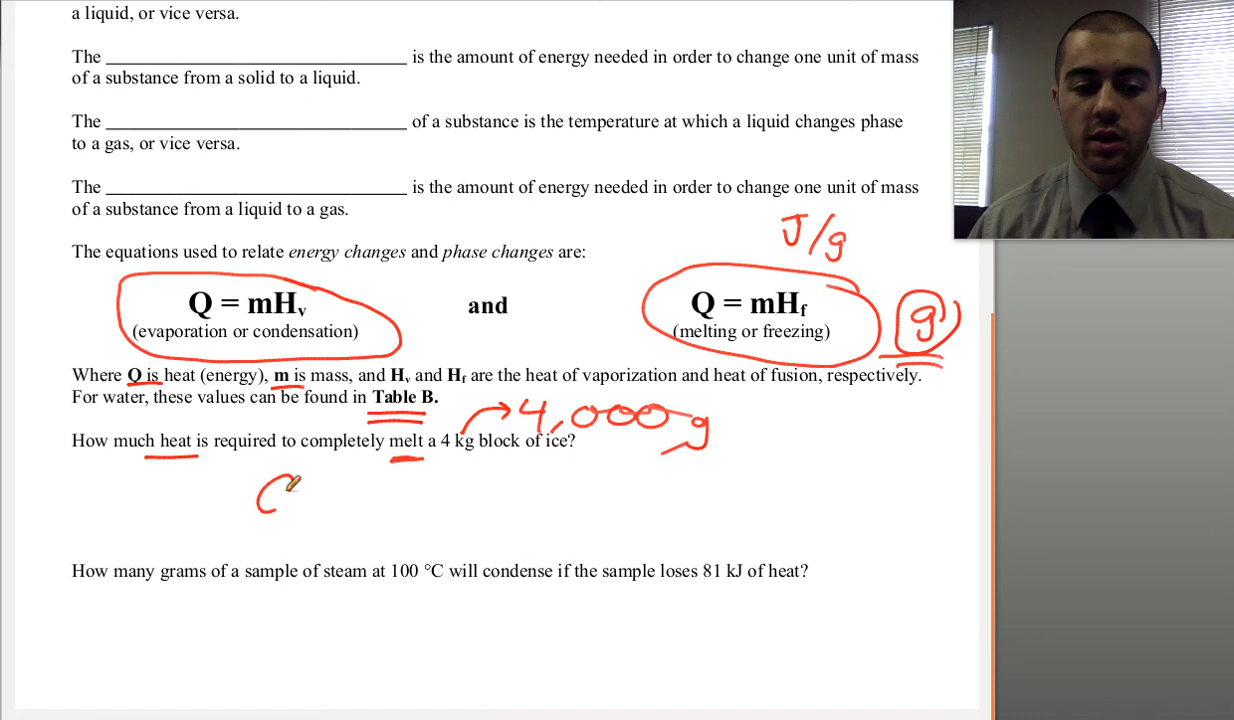 a liquid, or vice versa.
The ______________________________ is the amount of energy needed in order to change one unit of mass
of a substance from a solid to a liquid.
The ______________________________ of a substance is the temperature at which a liquid changes phase
to a gas, or vice versa.
The ______________________________ is the amount of energy needed in order to change one unit of mass
of a substance from a liquid to a gas.
J/g
The equations used to relate energy changes and phase changes are:
Q = mHv and Q = mHf g
(evaporation or condensation) (melting or freezing)
Where Q is heat (energy), m is mass, and Hv and Hf are the heat of vaporization and heat of fusion, respectively.
For water, these values can be found in Table B.
4,000 g
How much heat is required to completely melt a 4 kg block of ice?
How many grams of a sample of steam at 100 °C will condense if the sample loses 81 kJ of heat?